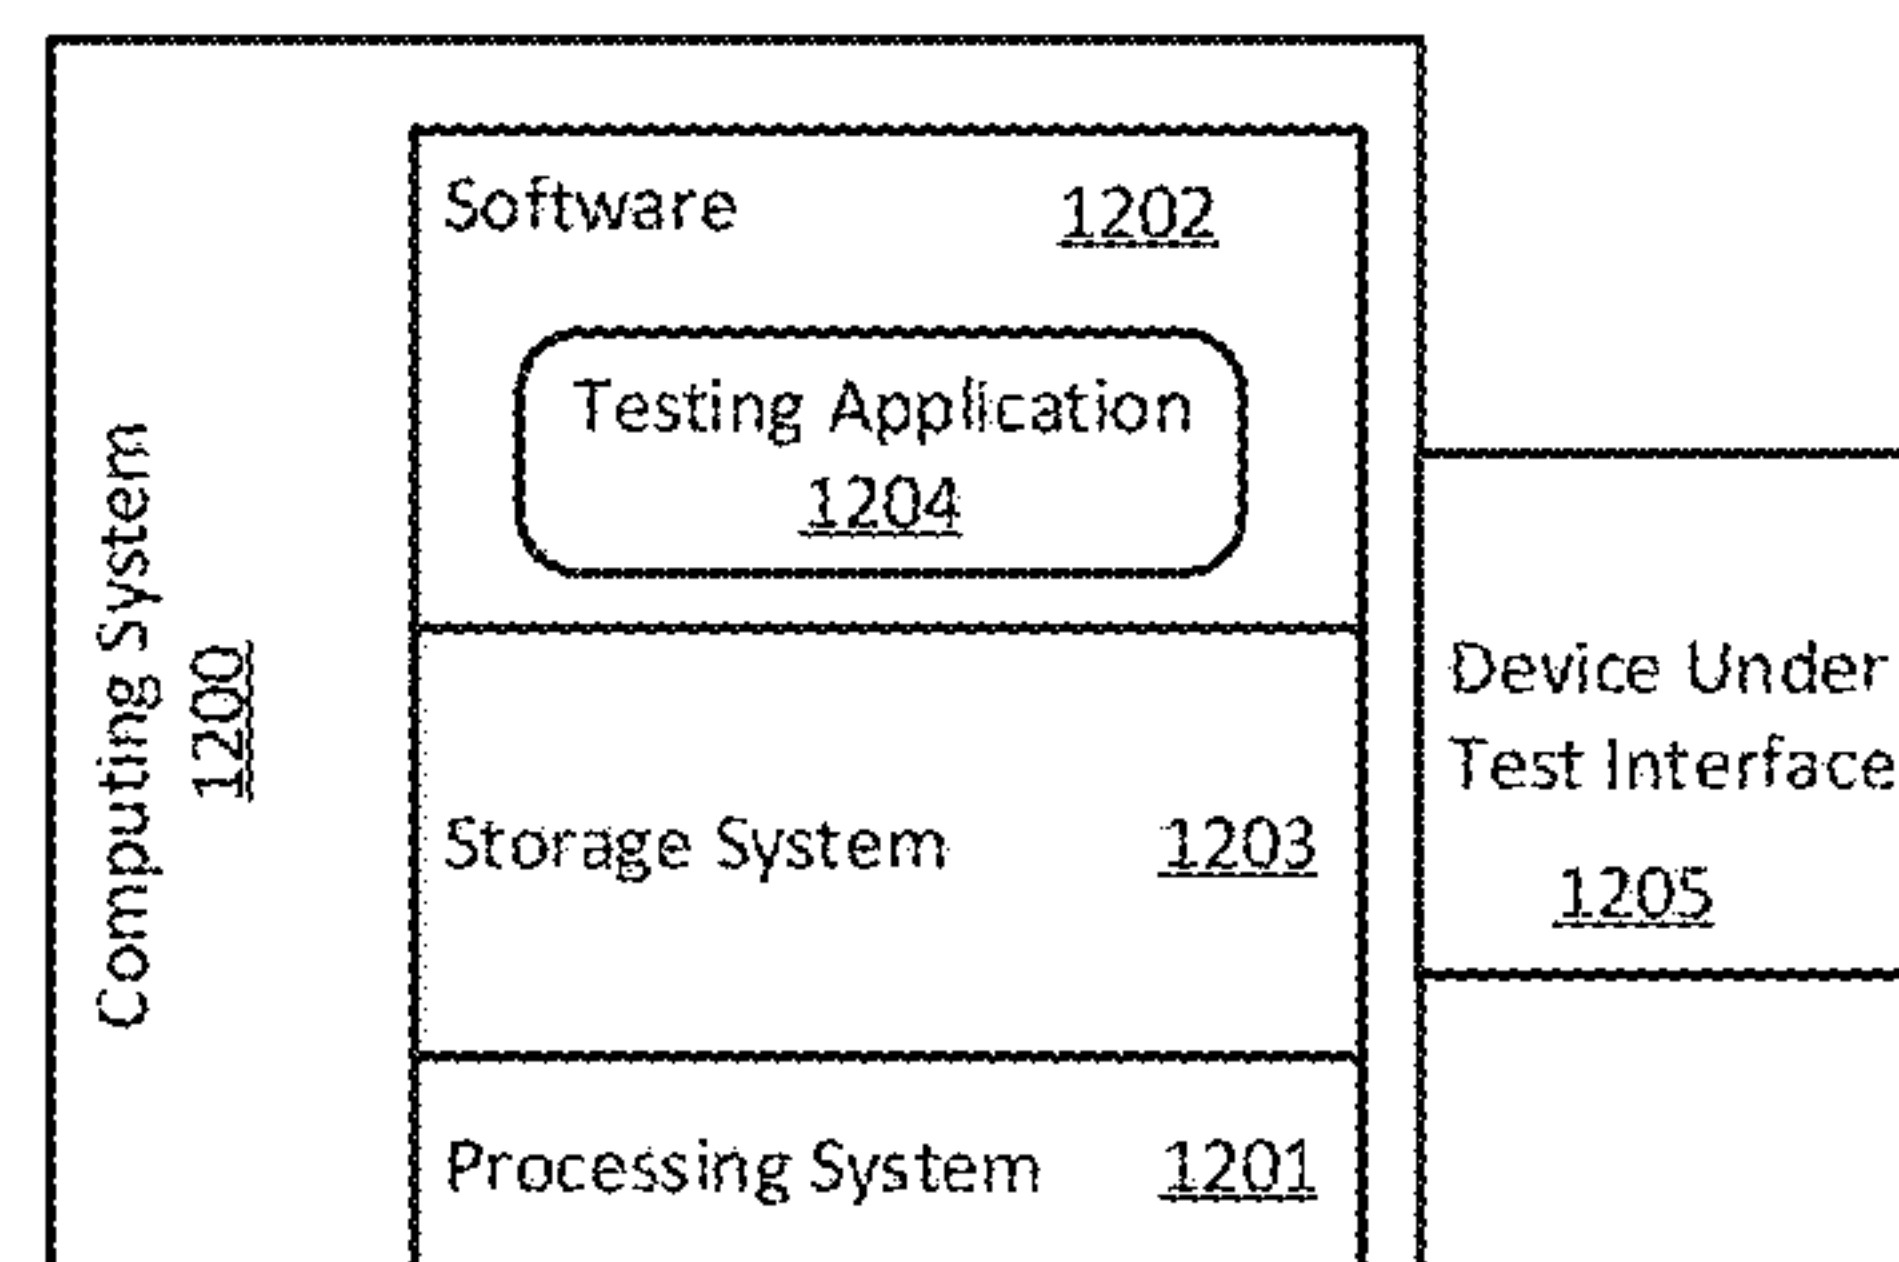 Computing System
1200
Software 1202
Testing Application
1204
Storage System 1203
Processing System 1201
Device Under
Test Interface
1205